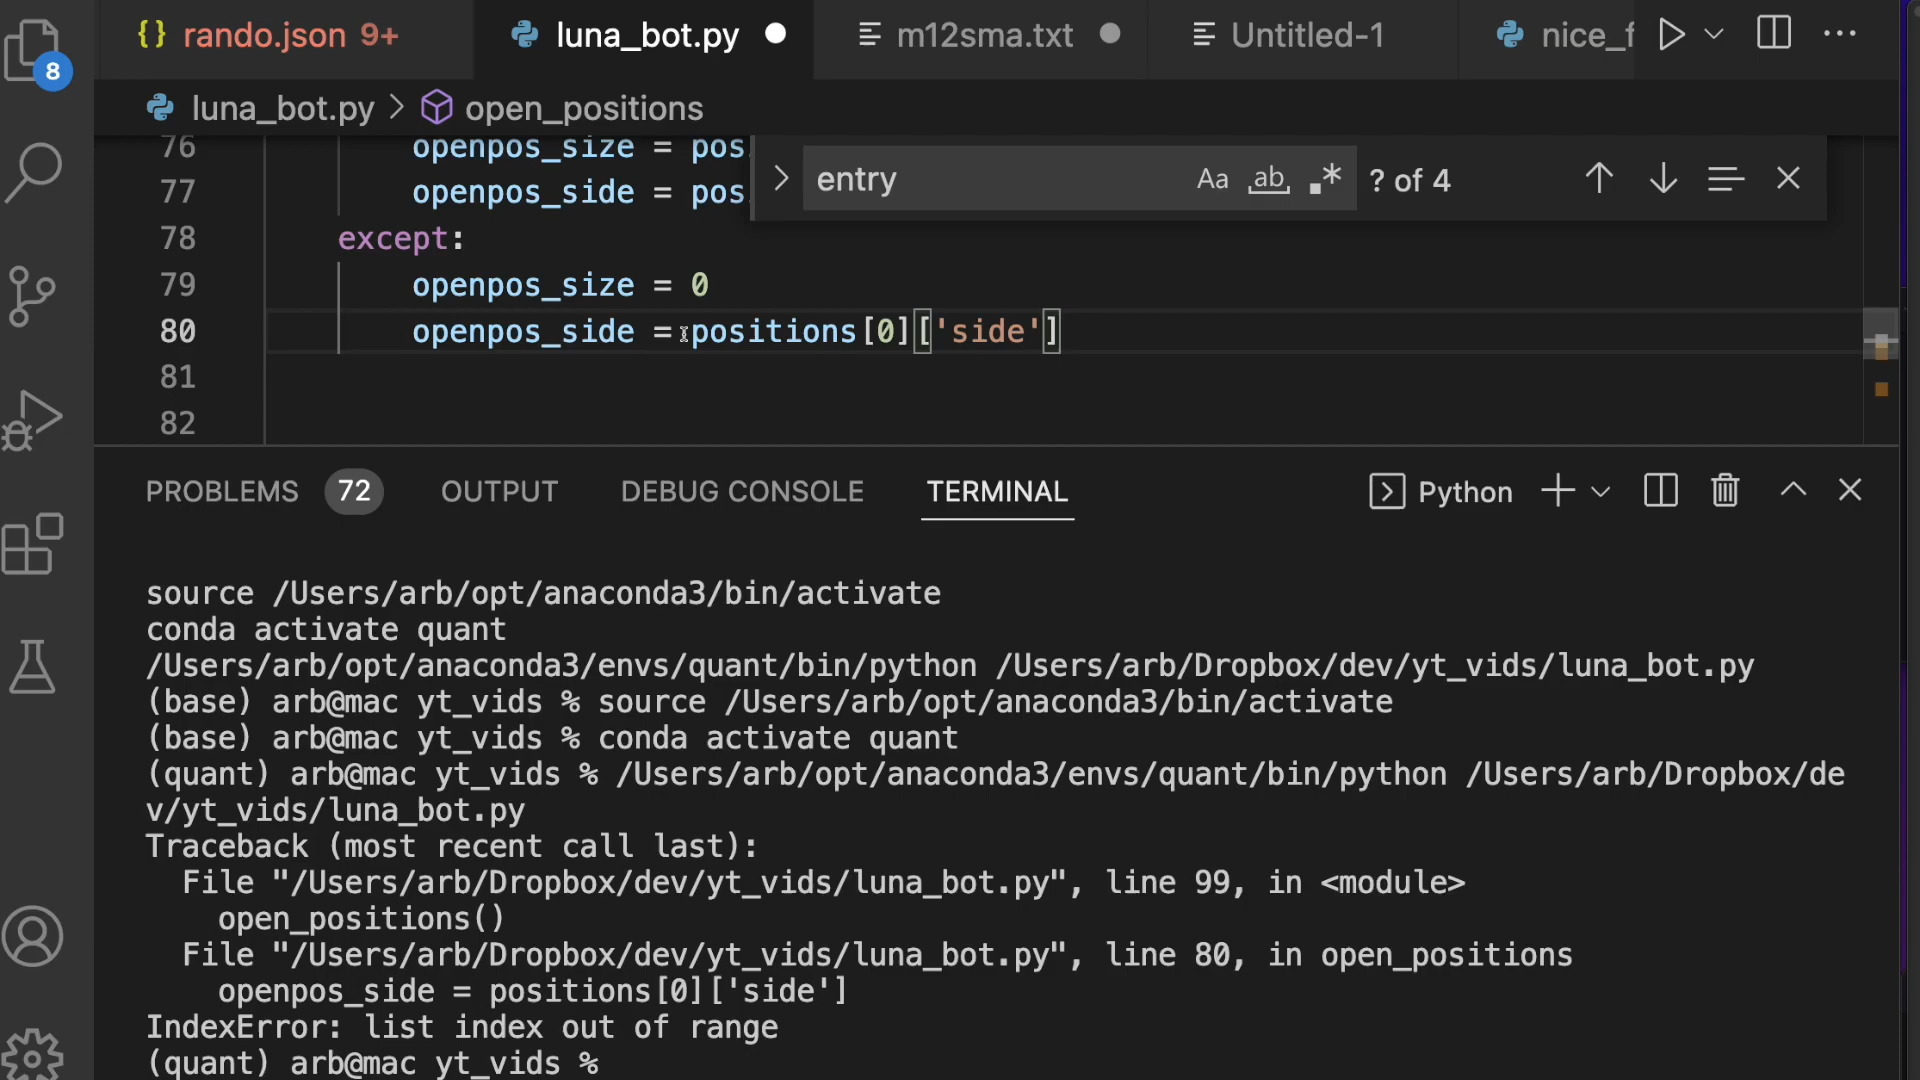 {} rando.json 9+
luna_bot.py
m12sma.txt
Untitled-1
nice_f
8
luna_bot.py > open_positions
76 openpos_size = pos
77 openpos_side = pos
entry Aa ab .* ? of 4
78 except:
79 openpos_size = 0
80 openpos_side = positions[0]['side']
81
82
PROBLEMS 72 OUTPUT DEBUG CONSOLE TERMINAL Python
source /Users/arb/opt/anaconda3/bin/activate
conda activate quant
/Users/arb/opt/anaconda3/envs/quant/bin/python /Users/arb/Dropbox/dev/yt_vids/luna_bot.py
(base) arb@mac yt_vids % source /Users/arb/opt/anaconda3/bin/activate
(base) arb@mac yt_vids % conda activate quant
(quant) arb@mac yt_vids % /Users/arb/opt/anaconda3/envs/quant/bin/python /Users/arb/Dropbox/de
v/yt_vids/luna_bot.py
Traceback (most recent call last):
File "/Users/arb/Dropbox/dev/yt_vids/luna_bot.py", line 99, in <module>
open_positions()
File "/Users/arb/Dropbox/dev/yt_vids/luna_bot.py", line 80, in open_positions
openpos_side = positions[0]['side']
IndexError: list index out of range
(quant) arb@mac yt_vids %